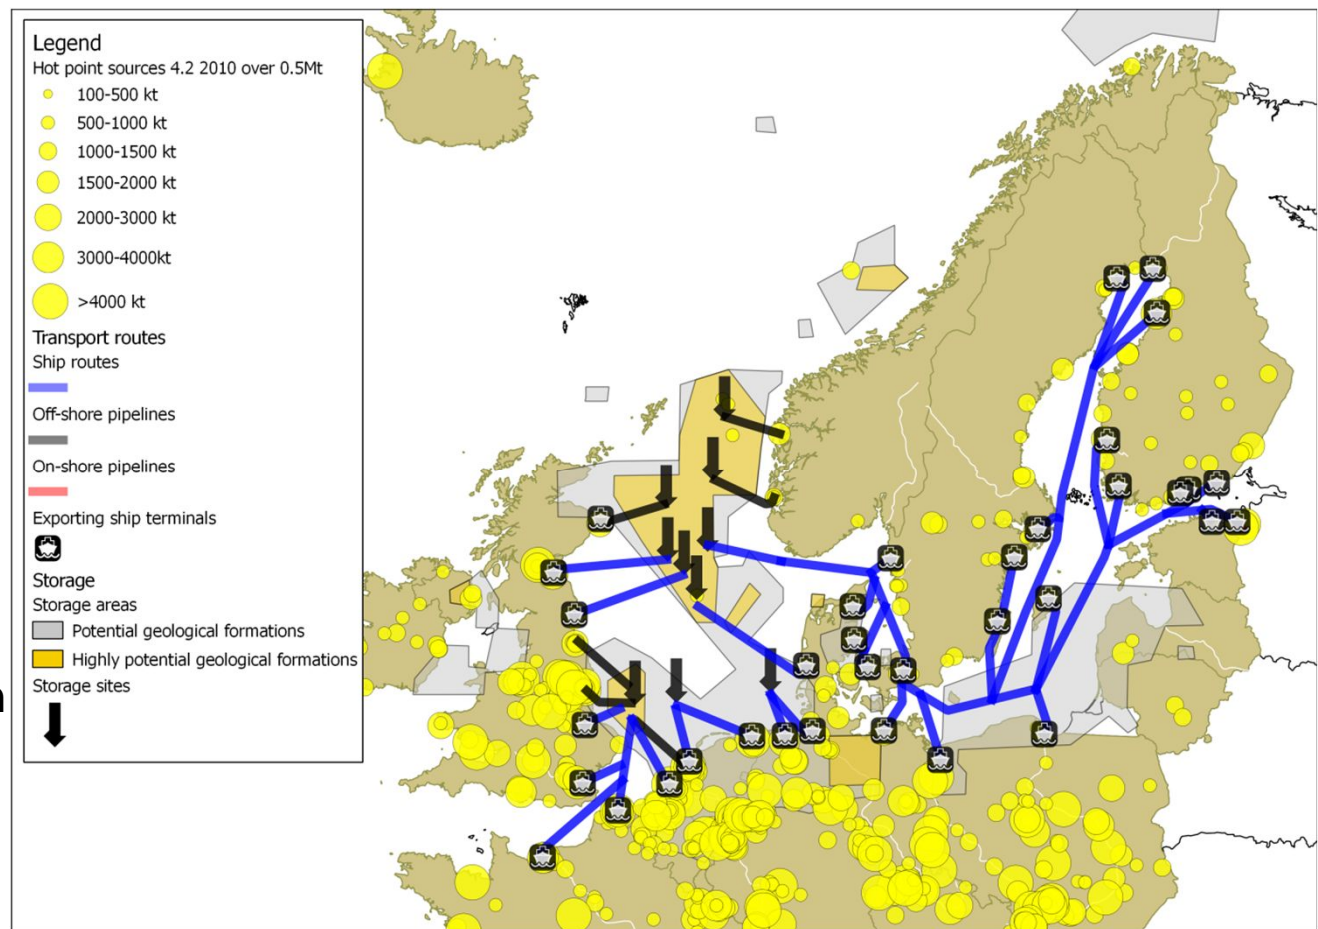 Legend
Hot point sources 4.2 2010 over 0.5Mt
100-500 kt
500-1000 kt
1000-1500 kt
1500-2000 kt
2000-3000 kt
3000-4000kt
>4000 kt
Transport routes
Ship routes
Off-shore pipelines
On-shore pipelines
Exporting ship terminals
Storage
Storage areas
Potential geological formations
Highly potential geological formations
Storage sites
n